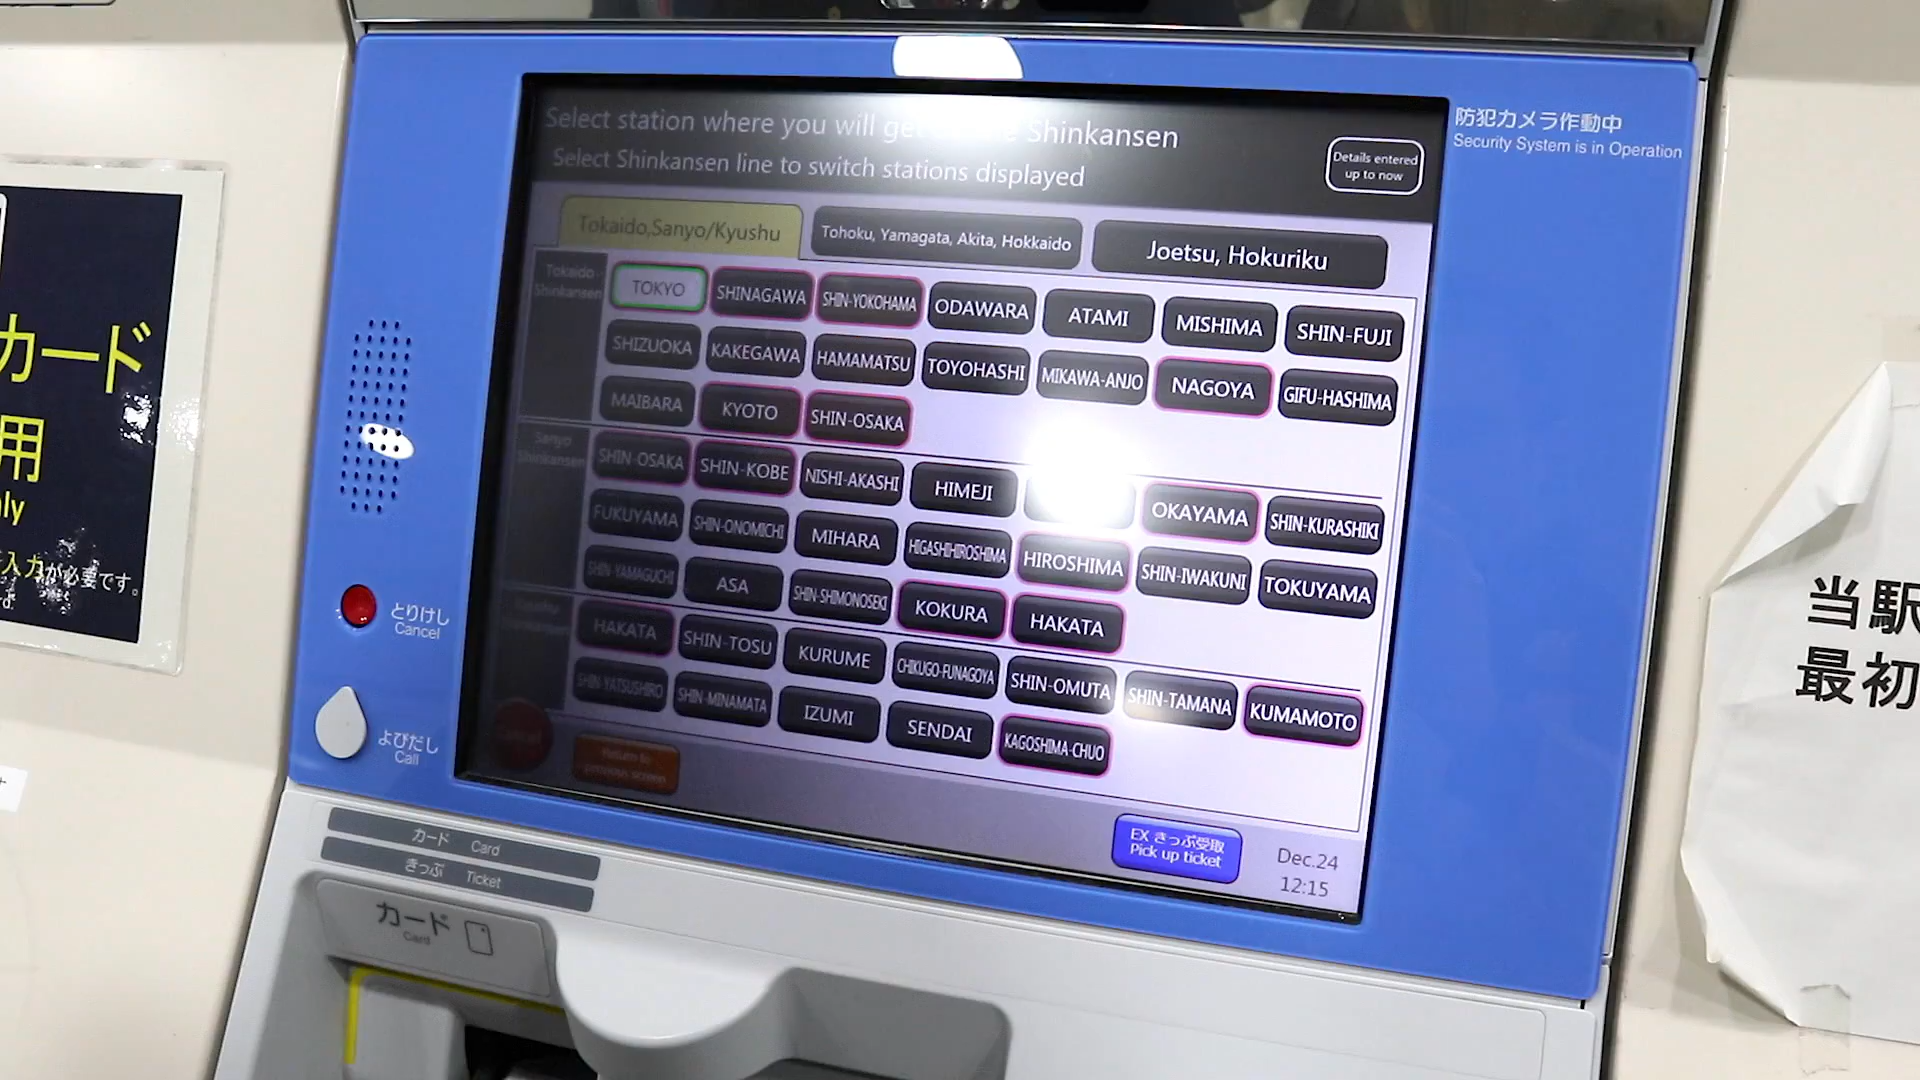 Select station where you will ge Shinkansen
Select Shinkansen line to switch stations displayed
Details entered
up to now
防犯カメラ作動中
Security System is in Operation
Tokaido,Sanyo/Kyushu
Tohoku, Yamagata, Akita, Hokkaido
Joetsu, Hokuriku
Tokaido
Shinkansen
TOKYO
SHINAGAWA
SHIN-YOKOHAMA
ODAWARA
ATAMI
MISHIMA
SHIN-FUJI
SHIZUOKA
KAKEGAWA
HAMAMATSU
TOYOHASHI
MIKAWA-ANJO
NAGOYA
GIFU-HASHIMA
MAIBARA
KYOTO
SHIN-OSAKA
Sanyo
Shinkansen
SHIN-OSAKA
SHIN-KOBE
NISHI-AKASHI
HIMEJI
OKAYAMA
SHIN-KURASHIKI
FUKUYAMA
SHIN-ONOMICHI
MIHARA
HIGASHIHIROSHIMA
HIROSHIMA
SHIN-IWAKUNI
TOKUYAMA
SHIN-YAMAGUCHI
ASA
SHIN-SHIMONOSEKI
KOKURA
HAKATA
HAKATA
SHIN-TOSU
KURUME
CHIKUGO-FUNAGOYA
SHIN-OMUTA
SHIN-TAMANA
KUMAMOTO
SHIN-YATSUSHIRO
SHIN-MINAMATA
IZUMI
SENDAI
KAGOSHIMA-CHUO
Cancel
Return to
previous screen
EX きっぷ受取
Pick up ticket
Dec.24
12:15
とりけし
Cancel
よびだし
Call
カード Card
きっぷ Ticket
カード
Card
カード
用
入力が必要です。
当駅
最初